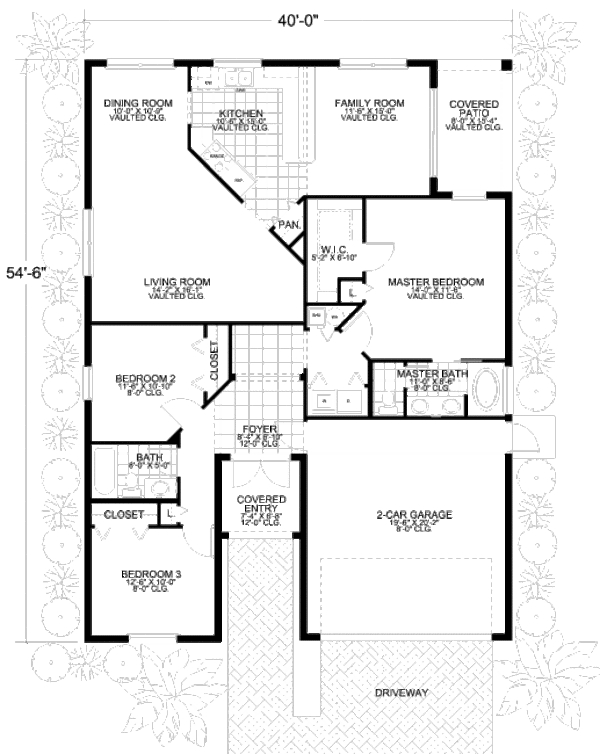 40'-0"
DINING ROOM
10'-0" X 10'-9"
VAULTED CLG.
KITCHEN
10'-6" X 15'-0"
VAULTED CLG.
FAMILY ROOM
11'-6" X 15'-0"
VAULTED CLG.
COVERED
PATIO
8'-0" X 15'-4"
VAULTED CLG.
PAN.
54'-6"
W.I.C.
5'-2" X 6'-10"
LIVING ROOM
14'-2" X 16'-1"
VAULTED CLG.
MASTER BEDROOM
14'-0" X 11'-6"
VAULTED CLG.
L.
CLOSET
BEDROOM 2
11'-6" X 10'-10"
8'-0" CLG.
MASTER BATH
11'-0" X 8'-6"
8'-0" CLG.
FOYER
8'-4" X 8'-10"
12'-0" CLG.
BATH
8'-0" X 5'-0"
COVERED
ENTRY
7'-4" X 6'-8"
12'-0" CLG.
CLOSET
L.
2-CAR GARAGE
19'-6" X 20'-2"
8'-0" CLG.
BEDROOM 3
12'-6" X 10'-0"
8'-0" CLG.
DRIVEWAY